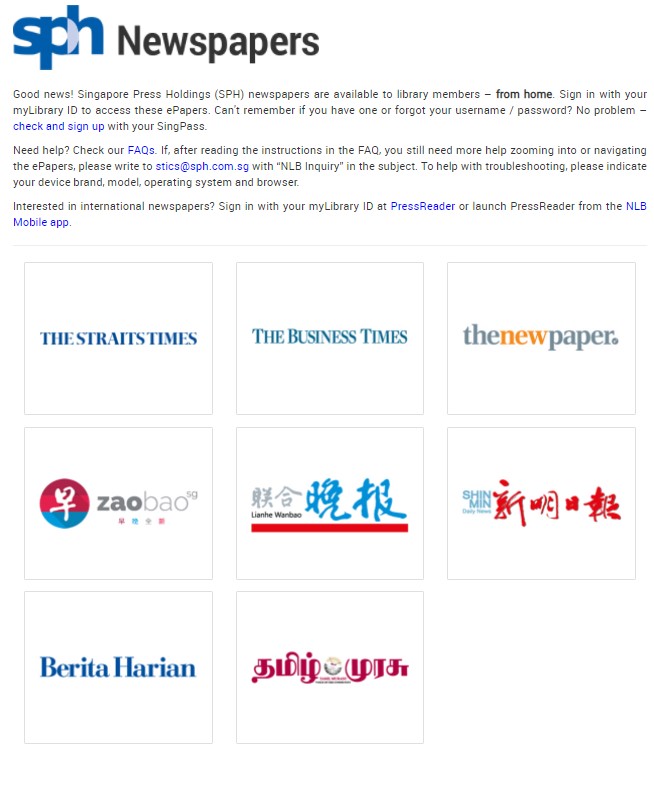 sph Newspapers
Good news! Singapore Press Holdings (SPH) newspapers are available to library members – from home. Sign in with your
myLibrary ID to access these ePapers. Can't remember if you have one or forgot your username / password? No problem –
check and sign up with your SingPass.
Need help? Check our FAQs. If, after reading the instructions in the FAQ, you still need more help zooming into or navigating
the ePapers, please write to stics@sph.com.sg with “NLB Inquiry” in the subject. To help with troubleshooting, please indicate
your device brand, model, operating system and browser.
Interested in international newspapers? Sign in with your myLibrary ID at PressReader or launch PressReader from the NLB
Mobile app.
THE STRAITS TIMES
THE BUSINESS TIMES
thenewpaper.
早 zaobao sg
早 晚 全 新
联合晚报
Lianhe Wanbao
SHIN MIN Daily News 新明日報
Berita Harian
தமிழ் முரசு